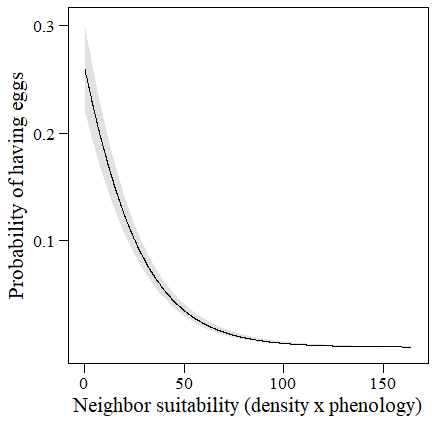 Probability of having eggs
0.3
0.2
0.1
0 50 100 150
Neighbor suitability (density x phenology)